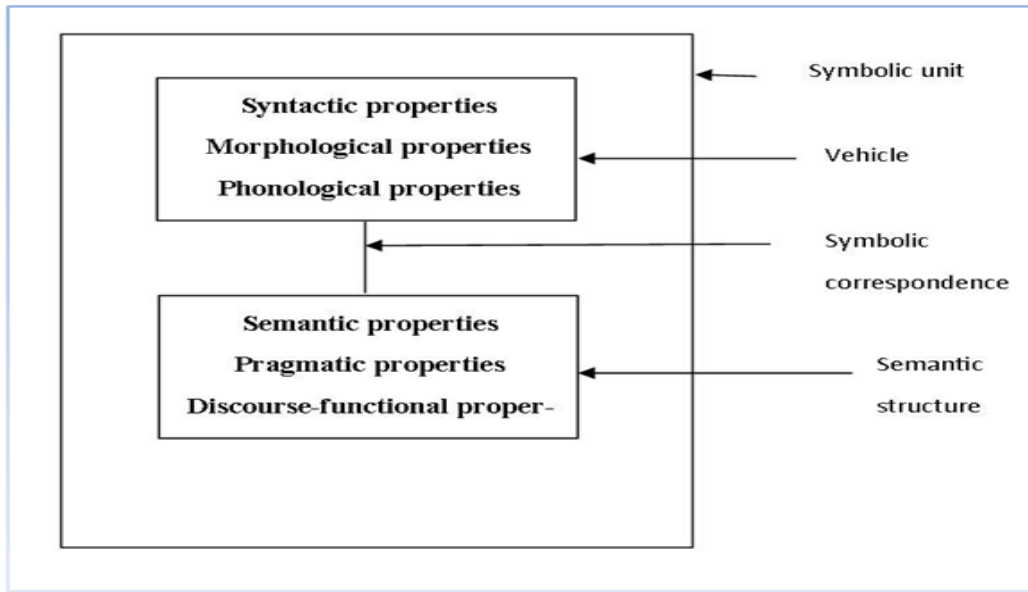 Syntactic properties
Morphological properties
Phonological properties
Semantic properties
Pragmatic properties
Discourse-functional proper-
Symbolic unit
Vehicle
Symbolic
correspondence
Semantic
structure